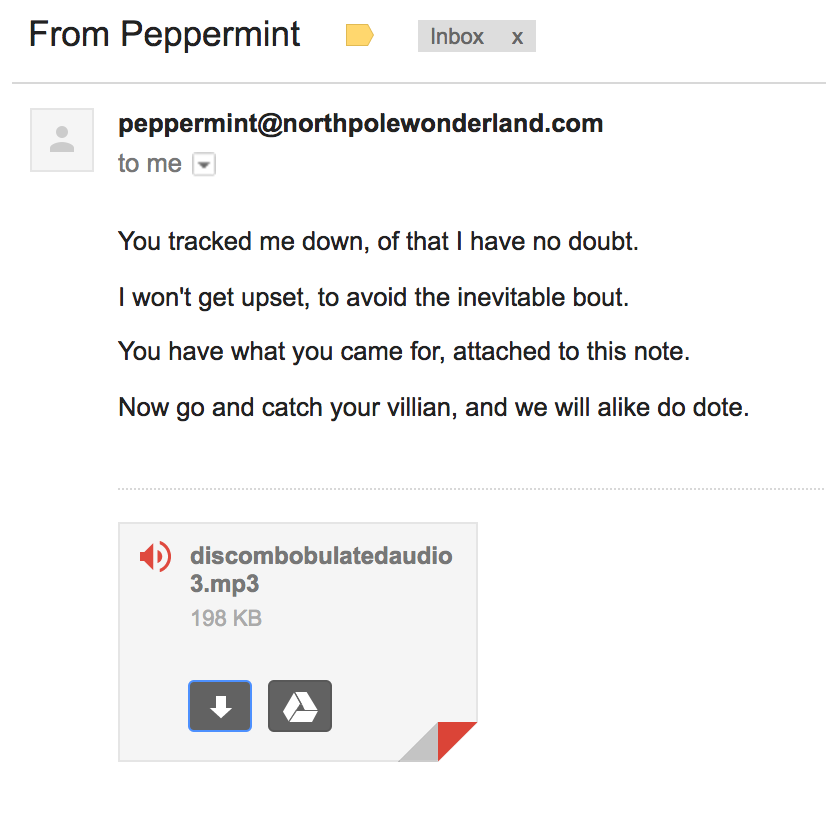 From Peppermint
Inbox x
peppermint@northpolewonderland.com
to me
You tracked me down, of that I have no doubt.
I won't get upset, to avoid the inevitable bout.
You have what you came for, attached to this note.
Now go and catch your villian, and we will alike do dote.
discombobulatedaudio
3.mp3
198 KB